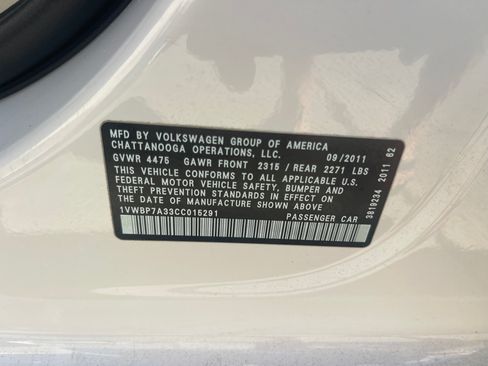 MFD BY VOLKSWAGEN GROUP OF AMERICA
CHATTANOOGA OPERATIONS, LLC. 09/2011
GVWR 4475 GAWR FRONT 2315 / REAR 2271 LBS
THIS VEHICLE CONFORMS TO ALL APPLICABLE U.S.
FEDERAL MOTOR VEHICLE SAFETY, BUMPER AND
THEFT PREVENTION STANDARDS IN EFFECT ON
THE DATE OF MANUFACTURE SHOWN ABOVE
1VWBP7A33CC015291 PASSENGER CAR
3819234 2011 62